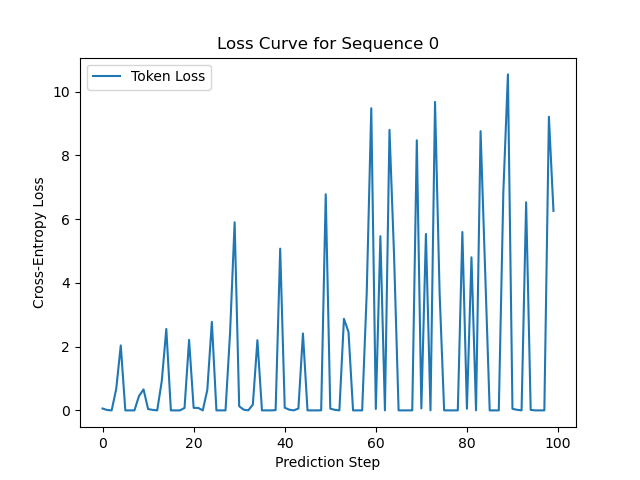 Loss Curve for Sequence 0
Token Loss
Cross-Entropy Loss
10
8
6
4
2
0
0 20 40 60 80 100
Prediction Step